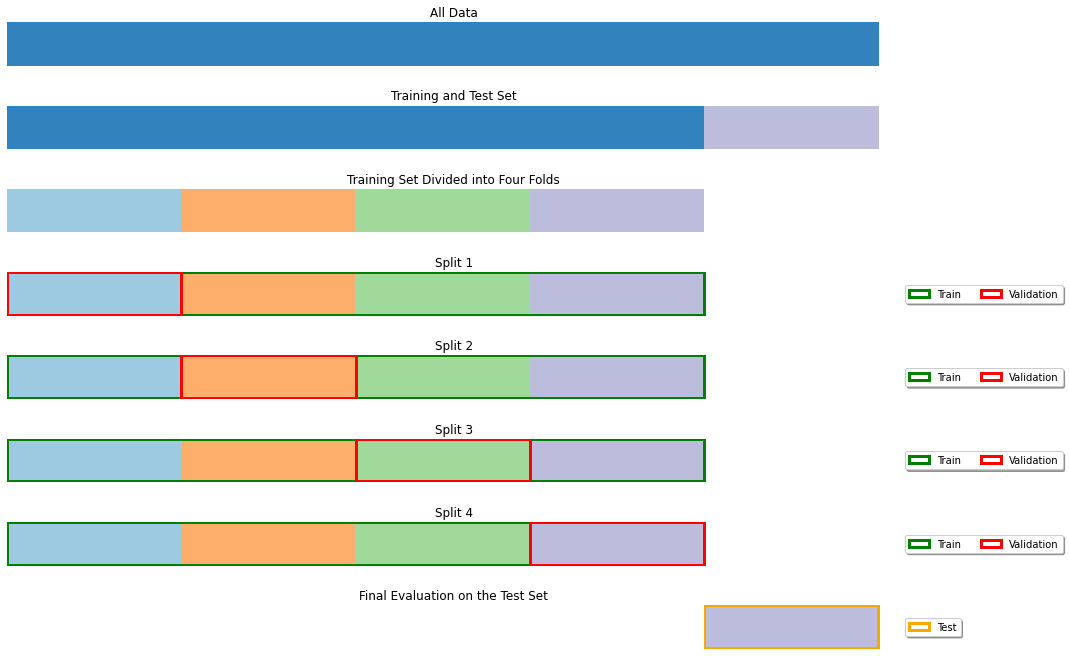 All Data
Training and Test Set
Training Set Divided into Four Folds
Split 1
Train Validation
Split 2
Train Validation
Split 3
Train Validation
Split 4
Train Validation
Final Evaluation on the Test Set
Test